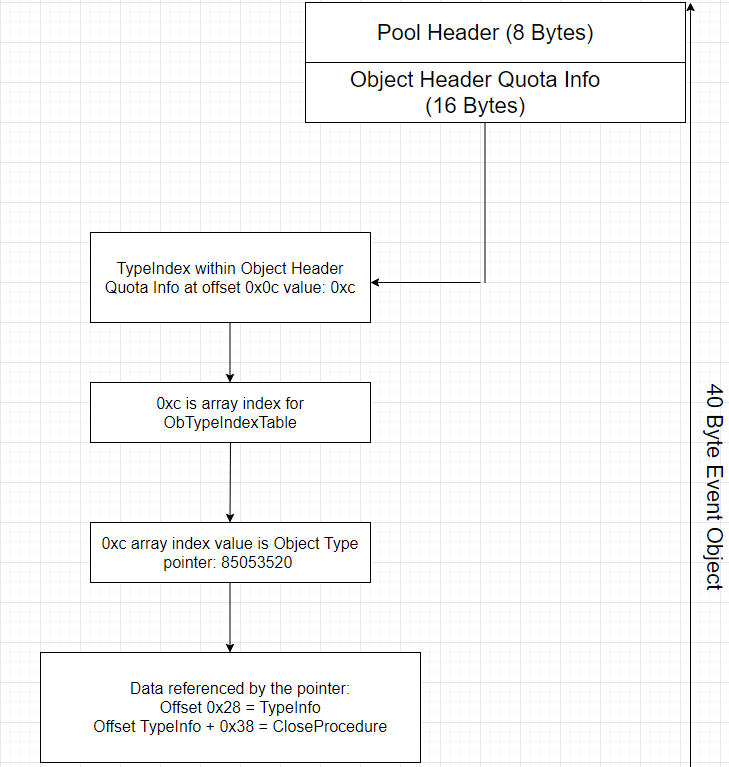 Pool Header (8 Bytes)
Object Header Quota Info
(16 Bytes)
TypeIndex within Object Header
Quota Info at offset 0x0c value: 0xc
0xc is array index for
ObTypeIndexTable
0xc array index value is Object Type
pointer: 85053520
Data referenced by the pointer:
Offset 0x28 = TypeInfo
Offset TypeInfo + 0x38 = CloseProcedure
40 Byte Event Object